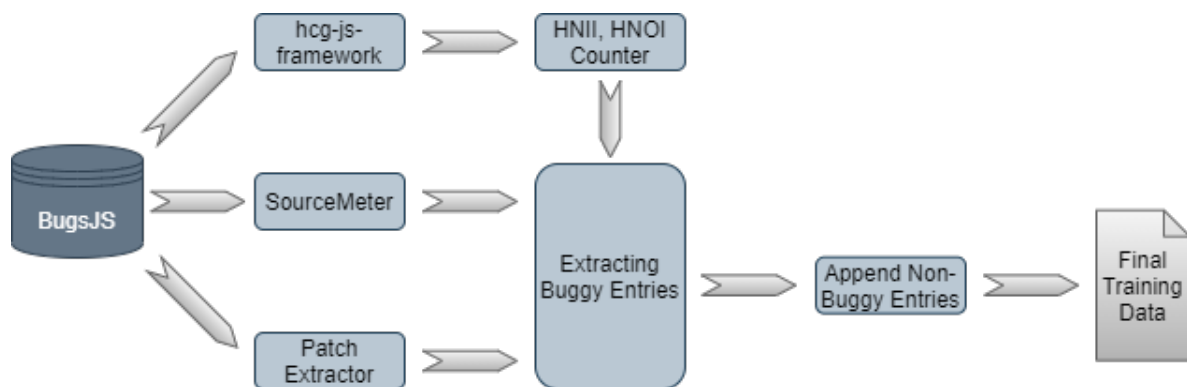 hcg-js-
framework
HNII, HNOI
Counter
BugsJS
SourceMeter
Extracting
Buggy Entries
Append Non-
Buggy Entries
Final
Training
Data
Patch
Extractor